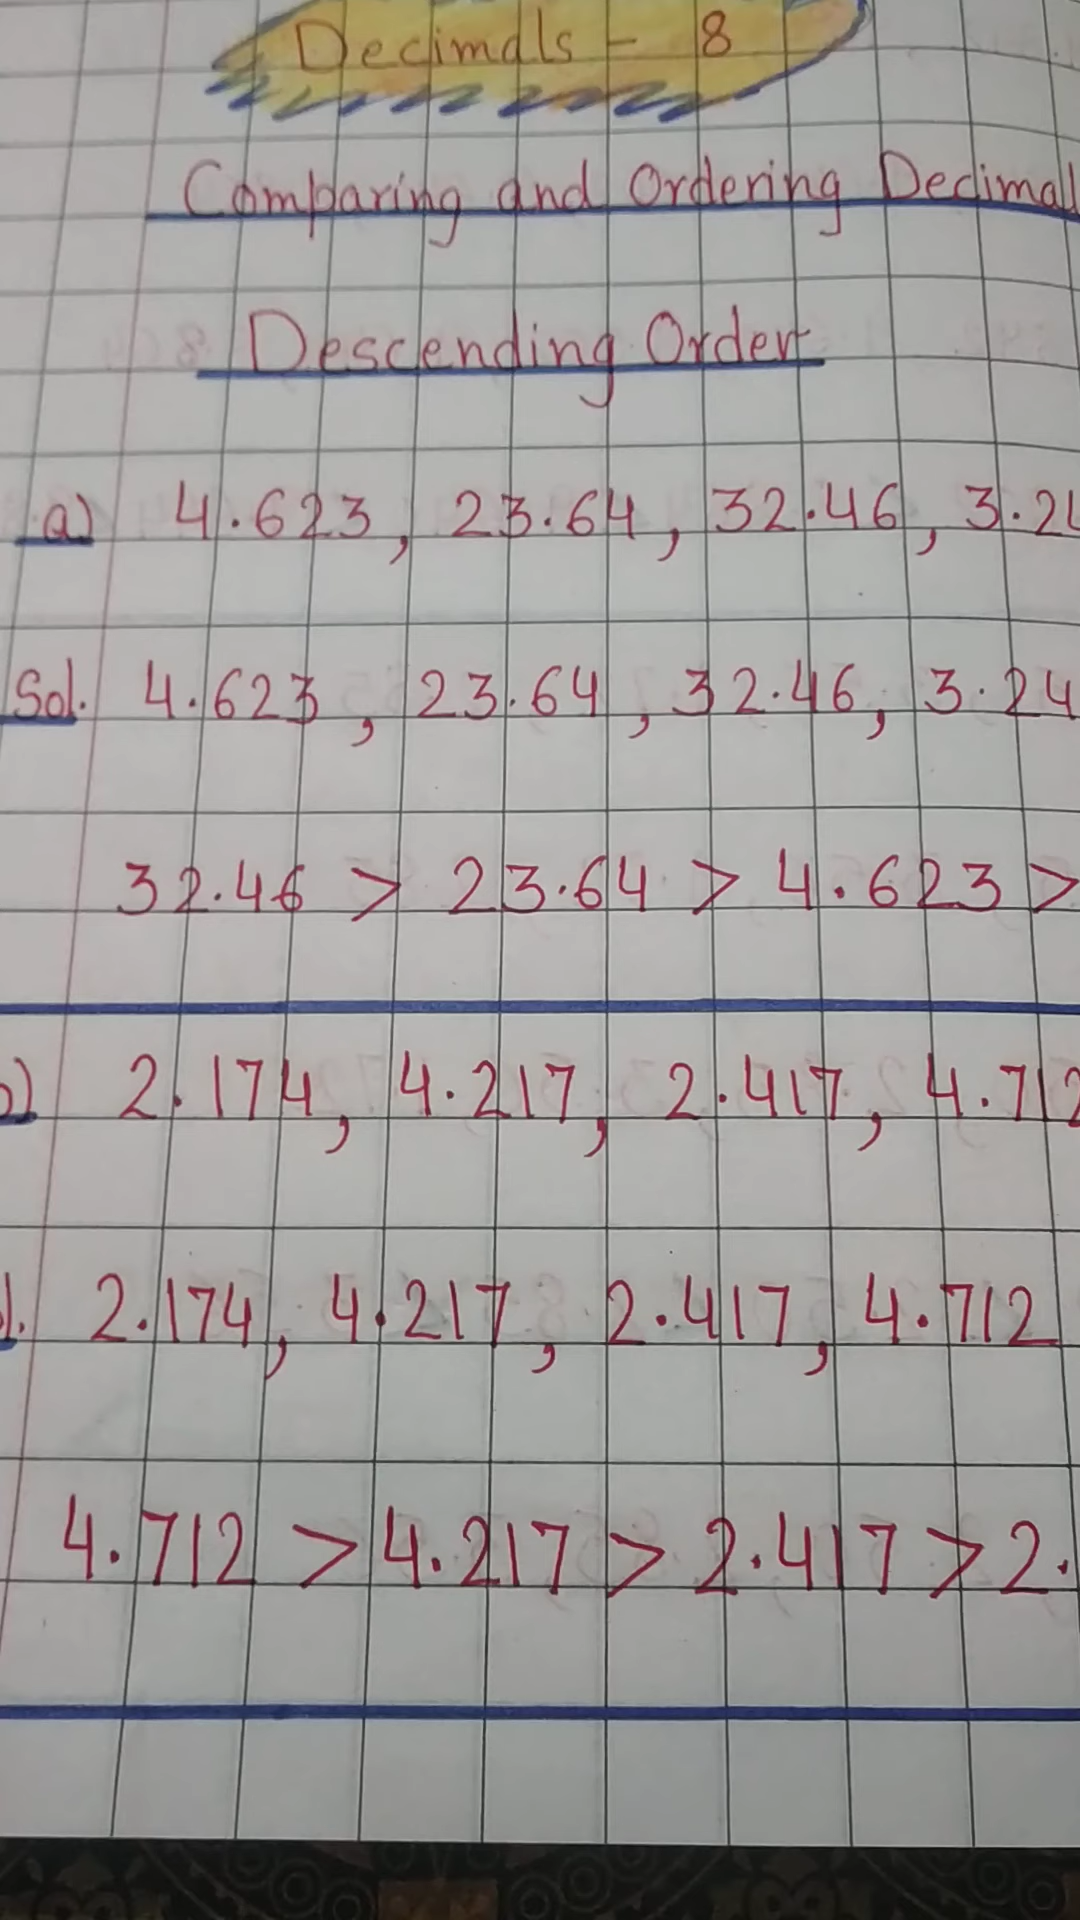 Decimals - 8
Comparing and Ordering Decimal
Descending Order
a) 4.623, 23.64, 32.46, 3.24
Sol. 4.623, 23.64, 32.46, 3.24
32.46 > 23.64 > 4.623 >
b) 2.174, 4.217, 2.417, 4.712
l. 2.174, 4.217, 2.417, 4.712
4.712 > 4.217 > 2.417 > 2.